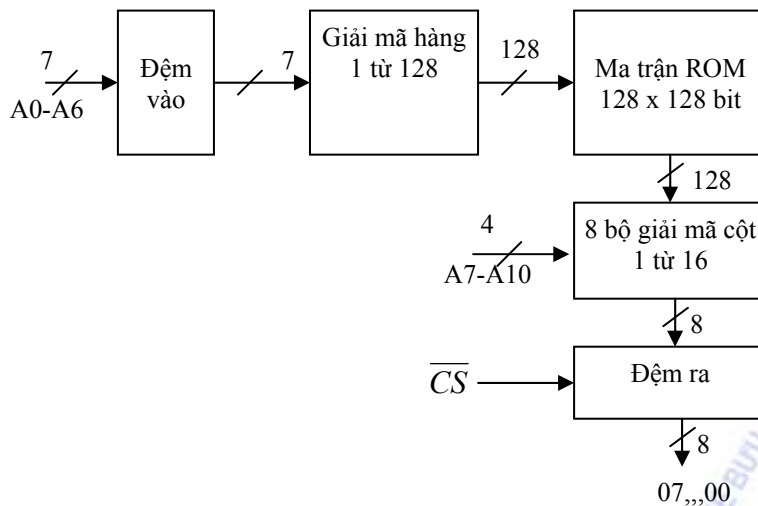 7
A0-A6
Đệm
vào
7
Giải mã hàng
1 từ 128
128
Ma trận ROM
128 x 128 bit
128
4
A7-A10
8 bộ giải mã cột
1 từ 16
8
CS
Đệm ra
8
07,,,00